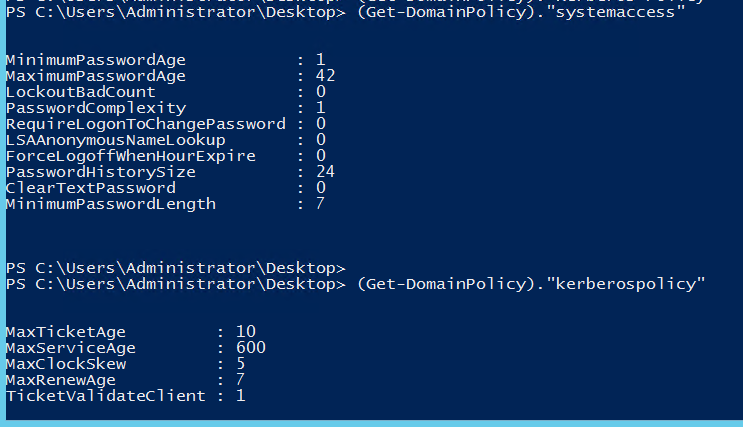 PS C:\Users\Administrator\Desktop> (Get-DomainPolicy)."systemaccess"
MinimumPasswordAge : 1
MaximumPasswordAge : 42
LockoutBadCount : 0
PasswordComplexity : 1
RequireLogonToChangePassword : 0
LSAAnonymousNameLookup : 0
ForceLogoffWhenHourExpire : 0
PasswordHistorySize : 24
ClearTextPassword : 0
MinimumPasswordLength : 7
PS C:\Users\Administrator\Desktop>
PS C:\Users\Administrator\Desktop> (Get-DomainPolicy)."kerberospolicy"
MaxTicketAge : 10
MaxServiceAge : 600
MaxClockSkew : 5
MaxRenewAge : 7
TicketValidateClient : 1